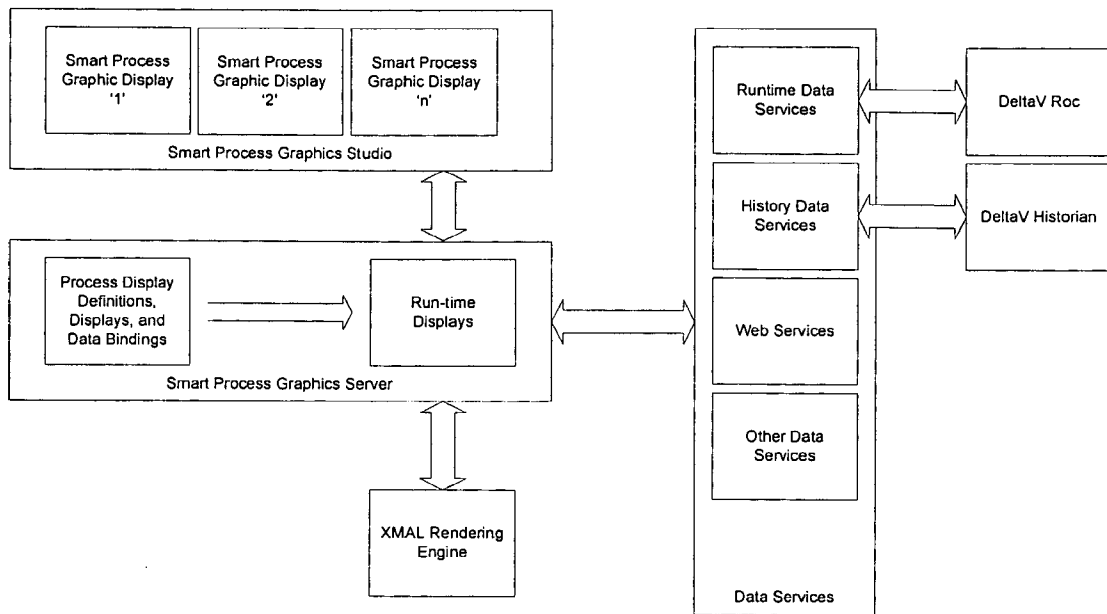 Smart Process
Graphic Display
'1'
Smart Process
Graphic Display
'2'
Smart Process
Graphic Display
'n'
Smart Process Graphics Studio
Process Display
Definitions,
Displays, and
Data Bindings
Run-time
Displays
Smart Process Graphics Server
XMAL Rendering
Engine
Runtime Data
Services
History Data
Services
Web Services
Other Data
Services
Data Services
DeltaV Roc
DeltaV Historian